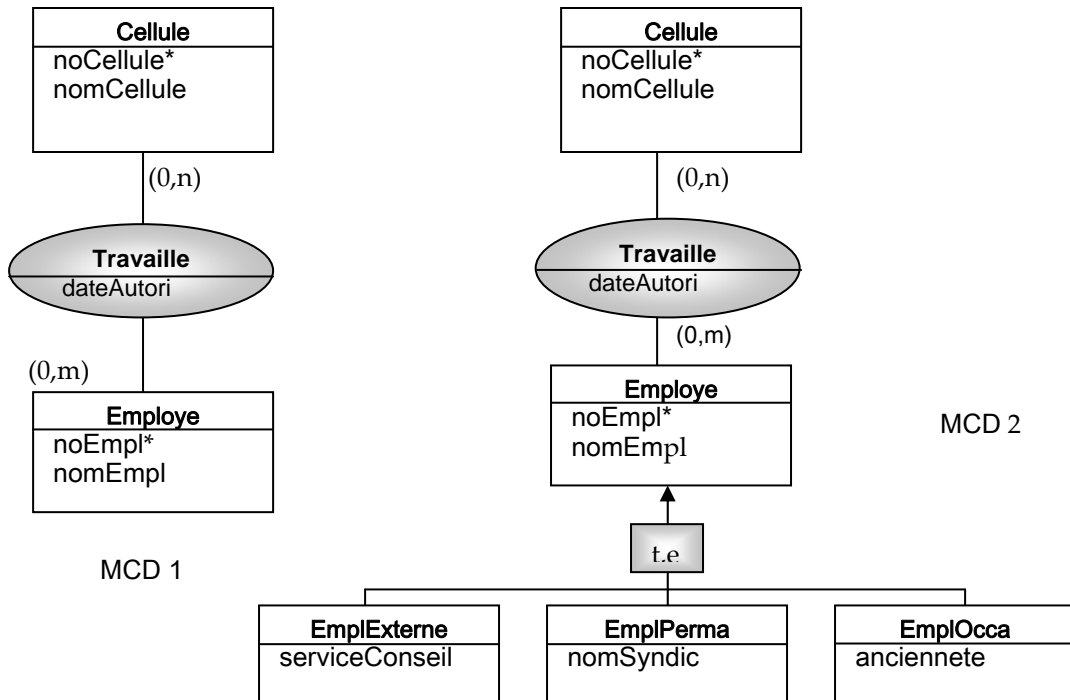 Cellule
noCellule*
nomCellule
(0,n)
Travaille
dateAutori
(0,m)
Employe
noEmpl*
nomEmpl
MCD 1
Cellule
noCellule*
nomCellule
(0,n)
Travaille
dateAutori
(0,m)
Employe
noEmpl*
nomEmpl
MCD 2
t.e
EmplExterne
serviceConseil
EmplPerma
nomSyndic
EmplOcca
anciennete